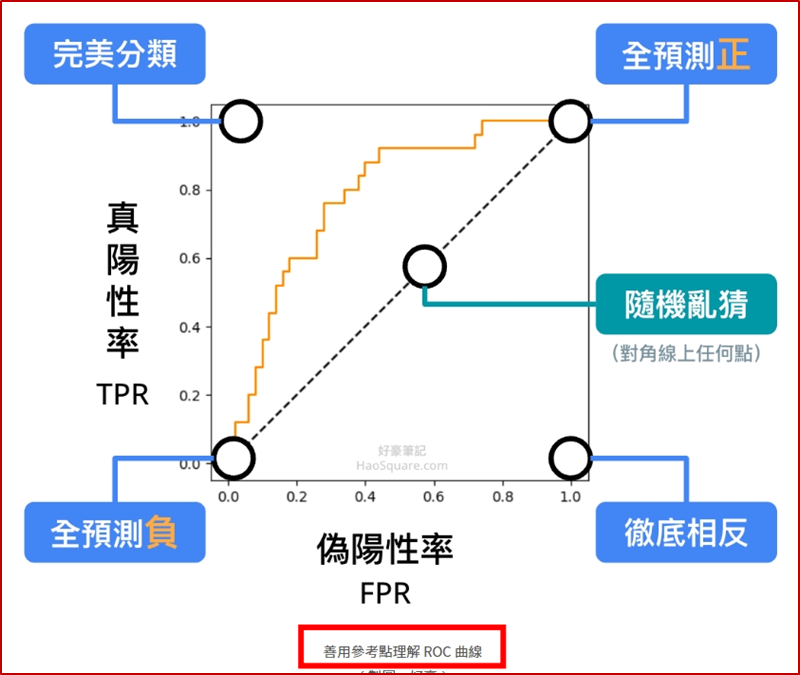 完美分類
全預測正
1.0
0.8
0.6
0.4
0.2
0.0
真陽性率
TPR
隨機亂猜
(對角線上任何點)
好豪筆記
HaoSquare.com
0.0 0.2 0.4 0.6 0.8 1.0
全預測負
徹底相反
偽陽性率
FPR
善用參考點理解 ROC 曲線